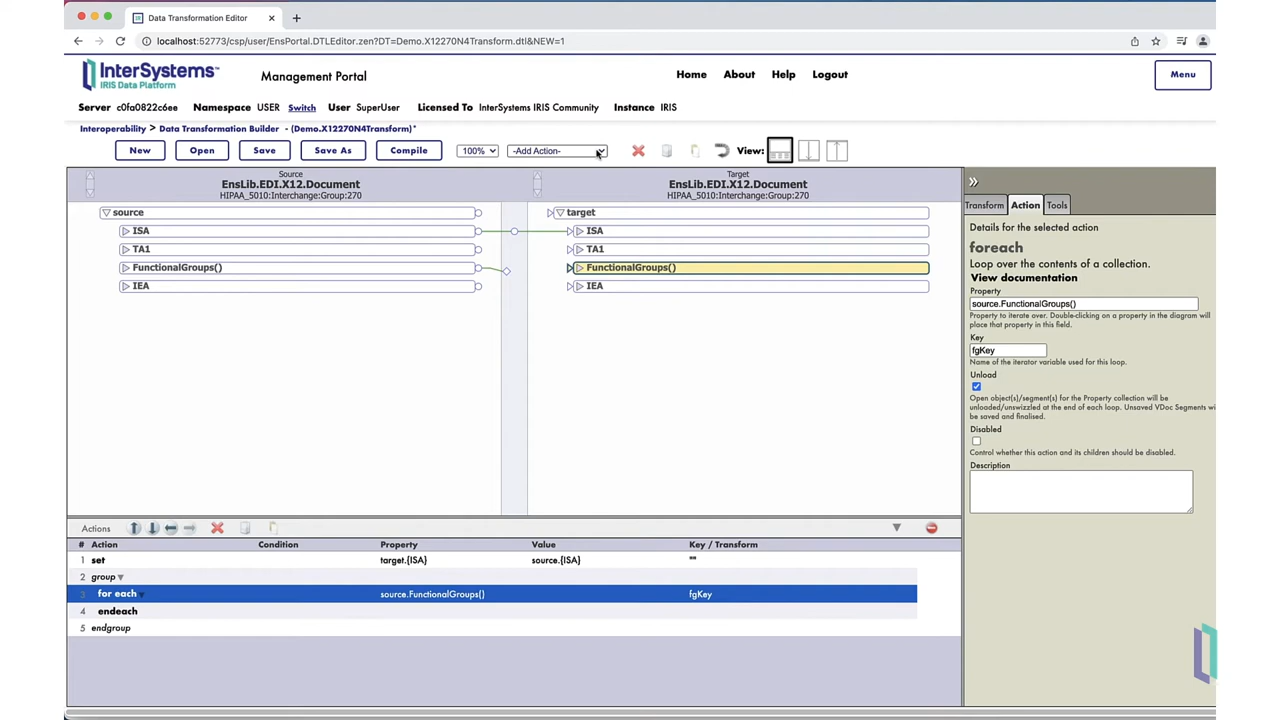 Data Transformation Editor
localhost:52773/csp/user/EnsPortal.DTLEditor.zen?DT=Demo.X12270N4Transform.dtl&NEW=1
InterSystems™
IRIS Data Platform
Management Portal
Home About Help Logout
Menu
Server c0fa0822c6ee Namespace USER Switch User SuperUser Licensed To InterSystems IRIS Community Instance IRIS
Interoperability > Data Transformation Builder - (Demo.X12270N4Transform)*
New Open Save Save As Compile 100% -Add Action- View:
Source
EnsLib.EDI.X12.Document
HIPAA_5010:Interchange:Group:270
Target
EnsLib.EDI.X12.Document
HIPAA_5010:Interchange:Group:270
source
ISA
TA1
FunctionalGroups()
IEA
target
ISA
TA1
FunctionalGroups()
IEA
Transform Action Tools
Details for the selected action
foreach
Loop over the contents of a collection.
View documentation
Property
source.FunctionalGroups()
Property to iterate over. Double-clicking on a property in the diagram will
place that property in this field.
Key
fgKey
Name of the iterator variable used for this loop.
Unload
Open object(s)/segment(s) for the Property collection will be
unloaded/unswizzled at the end of each loop. Unsaved VDoc Segments will
be saved and finalised.
Disabled
Control whether this action and its children should be disabled.
Description
Actions
# Action Condition Property Value Key / Transform
1 set target.{ISA} source.{ISA} ""
2 group
3 for each source.FunctionalGroups() fgKey
4 endeach
5 endgroup